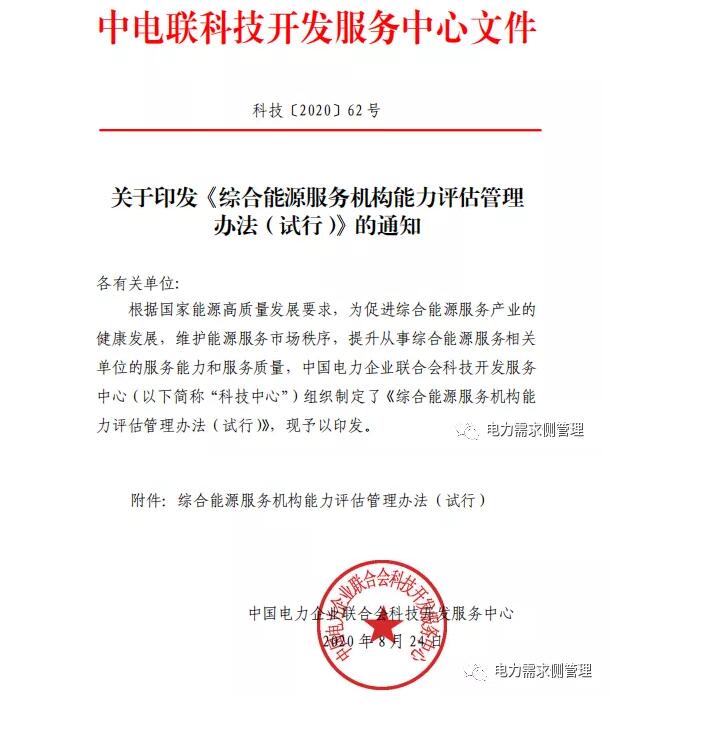 中电联科技开发服务中心文件
科技〔2020〕62号
关于印发《综合能源服务机构能力评估管理
办法（试行）》的通知
各有关单位：
根据国家能源高质量发展要求，为促进综合能源服务产业的
健康发展，维护能源服务市场秩序，提升从事综合能源服务相关
单位的服务能力和服务质量，中国电力企业联合会科技开发服务
中心（以下简称“科技中心”）组织制定了《综合能源服务机构能
力评估管理办法（试行）》，现予以印发。
电力需求侧管理
附件：综合能源服务机构能力评估管理办法（试行）
中国电力企业联合会科技开发服务中心
中国电力企业联合会科技开发服务中心
2020年8月24日
电力需求侧管理